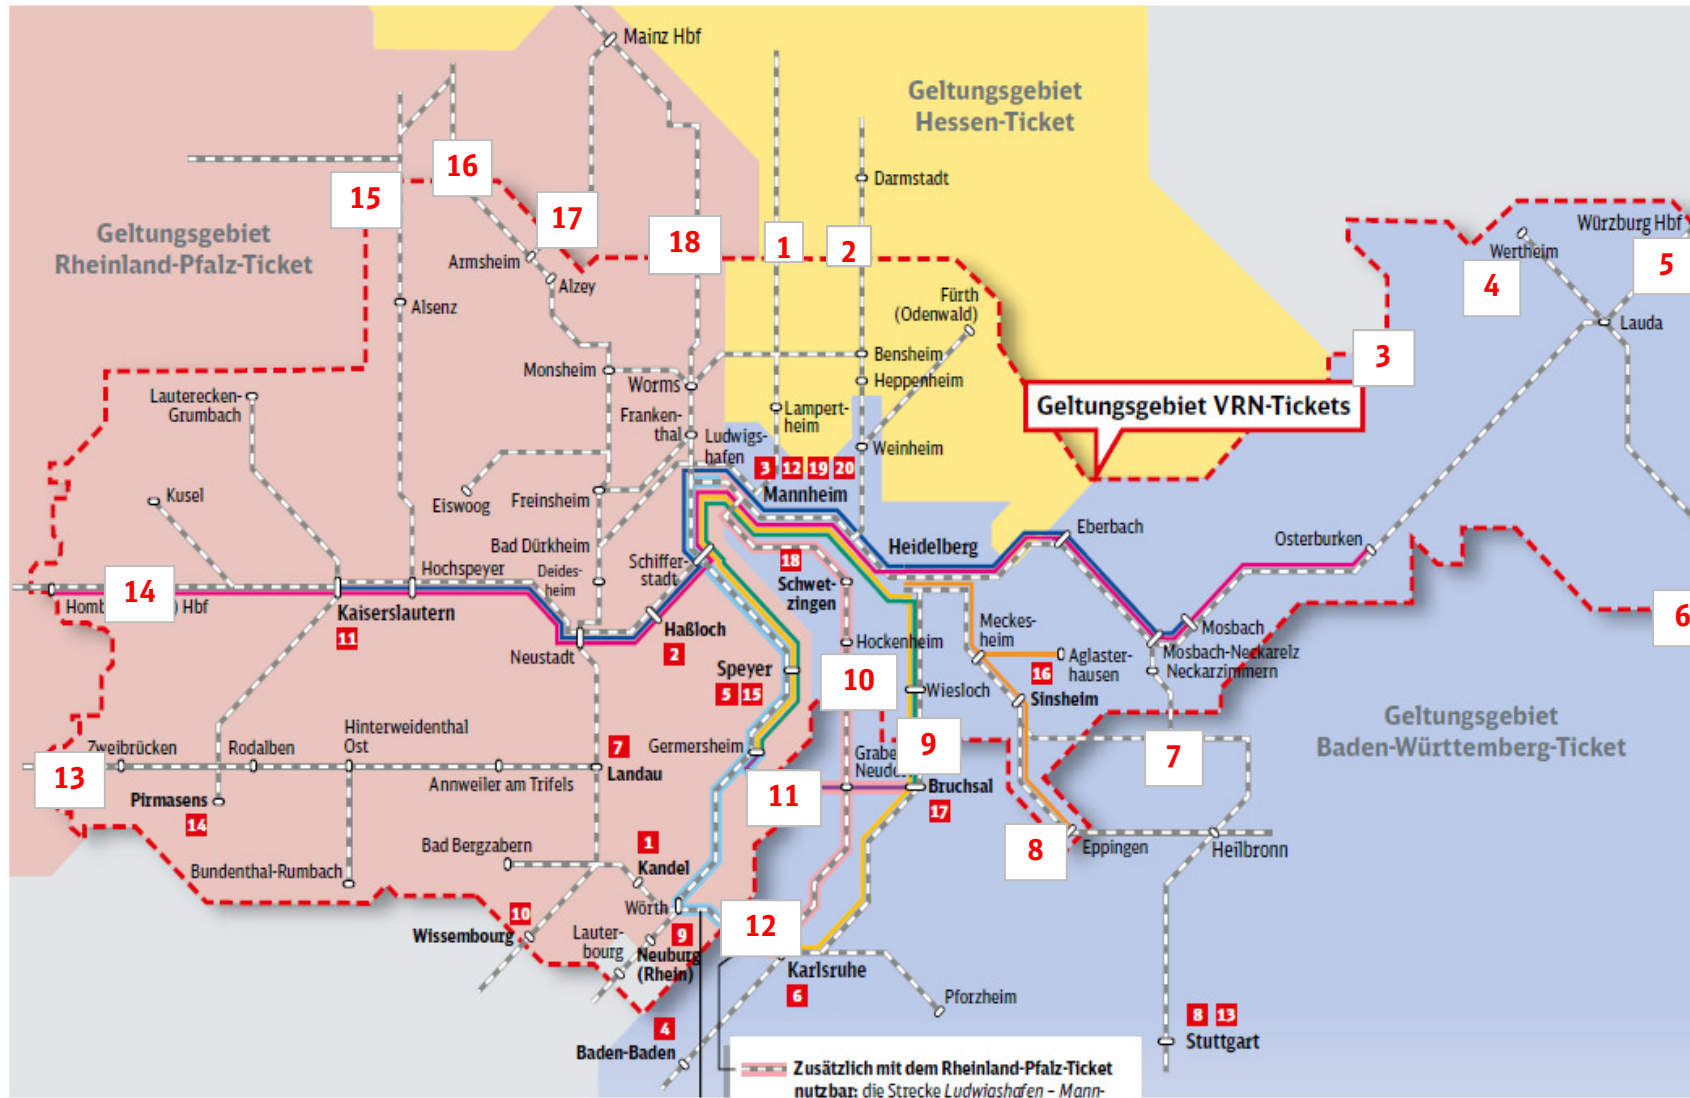 Mainz Hbf
Geltungsgebiet
Hessen-Ticket
16
15
17
18
1
2
Darmstadt
Geltungsgebiet
Rheinland-Pfalz-Ticket
Armsheim
Alzey
Alsenz
Fürth
(Odenwald)
Würzburg Hbf
Wertheim
4
5
Lauda
3
Bensheim
Heppenheim
Monsheim
Worms
Lauterecken-
Grumbach
Franken-
thal
Lampert-
heim
Geltungsgebiet VRN-Tickets
Ludwigs-
hafen
Weinheim
3 12 19 20
Mannheim
Kusel
Eiswoog
Freinsheim
Bad Dürkheim
Deides-
heim
Schiffer-
stadt
Heidelberg
Eberbach
Osterburken
18
Schwet-
zingen
Hochspeyer
14
Hbf
Kaiserslautern
11
Haßloch
2
Neustadt
Hockenheim
Meckes-
heim
Aglaster-
hausen
16
Sinsheim
Mosbach
Mosbach-Neckarelz
Neckarzimmern
6
Speyer
5 15
10
Wiesloch
9
Geltungsgebiet
Baden-Württemberg-Ticket
7
Zweibrücken
13
Rodalben
Hinterweidenthal
Ost
Annweiler am Trifels
7
Landau
Germersheim
Pirmasens
14
11
Bruchsal
17
8
Eppingen
Heilbronn
Bad Bergzabern
1
Kandel
Bundenthal-Rumbach
Wörth
10
Wissembourg
Lauter-
bourg
9
Neuburg
(Rhein)
12
Karlsruhe
6
Pforzheim
4
Baden-Baden
8 13
Stuttgart
Zusätzlich mit dem Rheinland-Pfalz-Ticket
nutzbar: die Strecke Ludwigshafen – Mann-